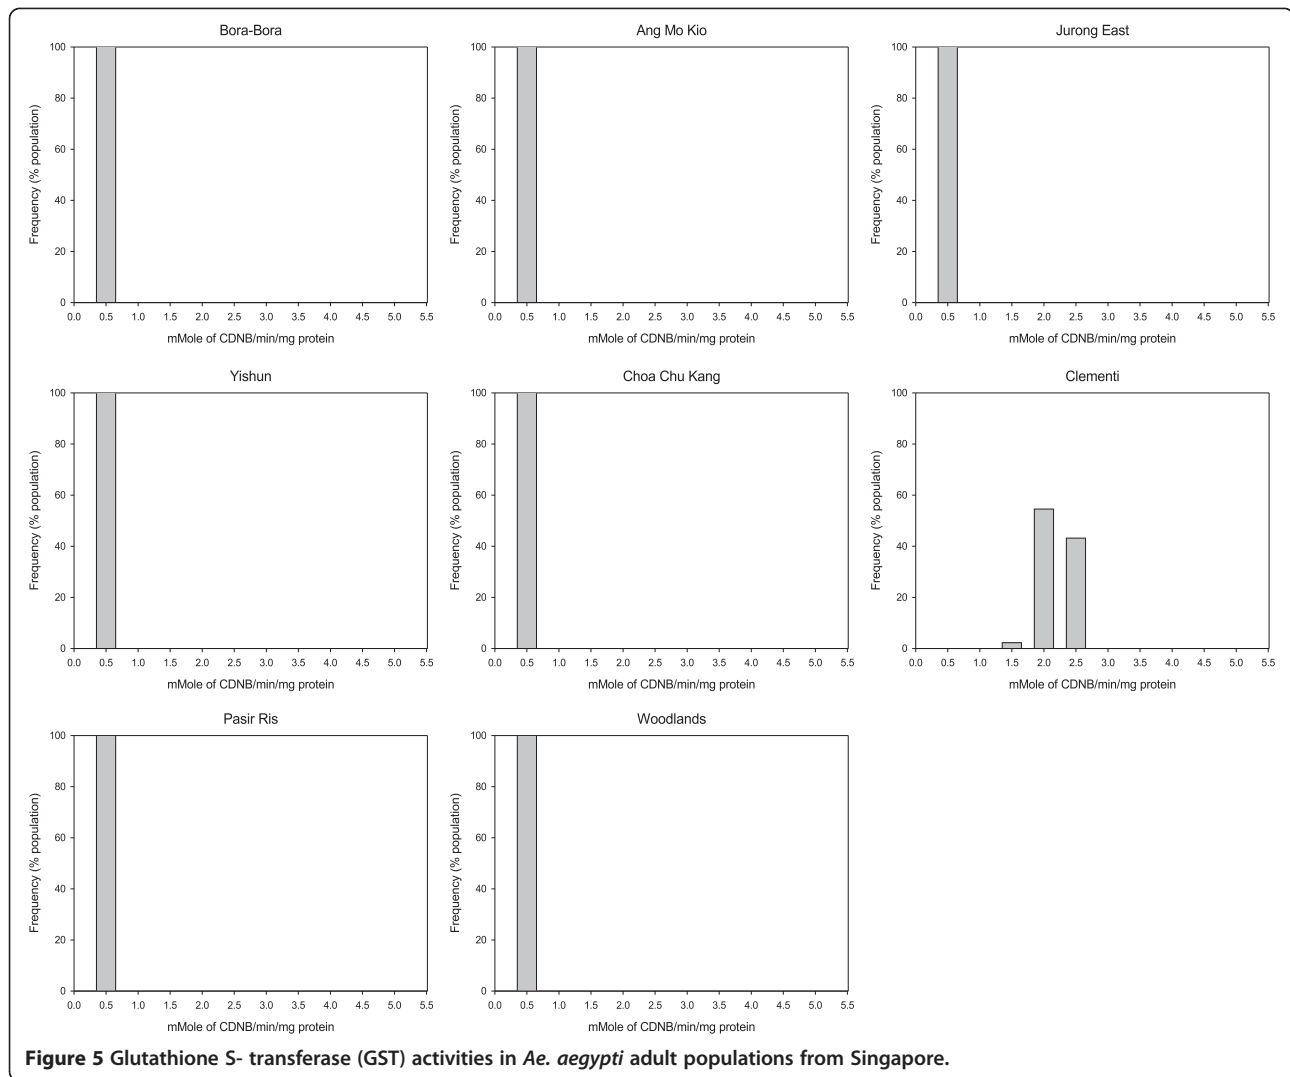 Bora-Bora
Frequency (% population)
100
80
60
40
20
0
0.0 0.5 1.0 1.5 2.0 2.5 3.0 3.5 4.0 4.5 5.0 5.5
mMole of CDNB/min/mg protein
Ang Mo Kio
Frequency (% population)
100
80
60
40
20
0
0.0 0.5 1.0 1.5 2.0 2.5 3.0 3.5 4.0 4.5 5.0 5.5
mMole of CDNB/min/mg protein
Jurong East
Frequency (% population)
100
80
60
40
20
0
0.0 0.5 1.0 1.5 2.0 2.5 3.0 3.5 4.0 4.5 5.0 5.5
mMole of CDNB/min/mg protein
Yishun
Frequency (% population)
100
80
60
40
20
0
0.0 0.5 1.0 1.5 2.0 2.5 3.0 3.5 4.0 4.5 5.0 5.5
mMole of CDNB/min/mg protein
Choa Chu Kang
Frequency (% population)
100
80
60
40
20
0
0.0 0.5 1.0 1.5 2.0 2.5 3.0 3.5 4.0 4.5 5.0 5.5
mMole of CDNB/min/mg protein
Clementi
Frequency (% population)
100
80
60
40
20
0
0.0 0.5 1.0 1.5 2.0 2.5 3.0 3.5 4.0 4.5 5.0 5.5
mMole of CDNB/min/mg protein
Pasir Ris
Frequency (% population)
100
80
60
40
20
0
0.0 0.5 1.0 1.5 2.0 2.5 3.0 3.5 4.0 4.5 5.0 5.5
mMole of CDNB/min/mg protein
Woodlands
Frequency (% population)
100
80
60
40
20
0
0.0 0.5 1.0 1.5 2.0 2.5 3.0 3.5 4.0 4.5 5.0 5.5
mMole of CDNB/min/mg protein
Figure 5 Glutathione S- transferase (GST) activities in Ae. aegypti adult populations from Singapore.